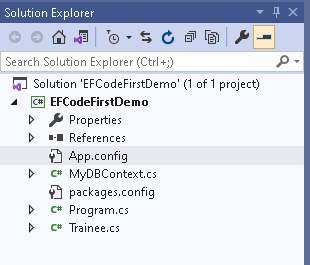 Solution Explorer
Search Solution Explorer (Ctrl+;)
Solution 'EFCodeFirstDemo' (1 of 1 project)
C# EFCodeFirstDemo
Properties
References
App.config
C# MyDBContext.cs
packages.config
C# Program.cs
C# Trainee.cs